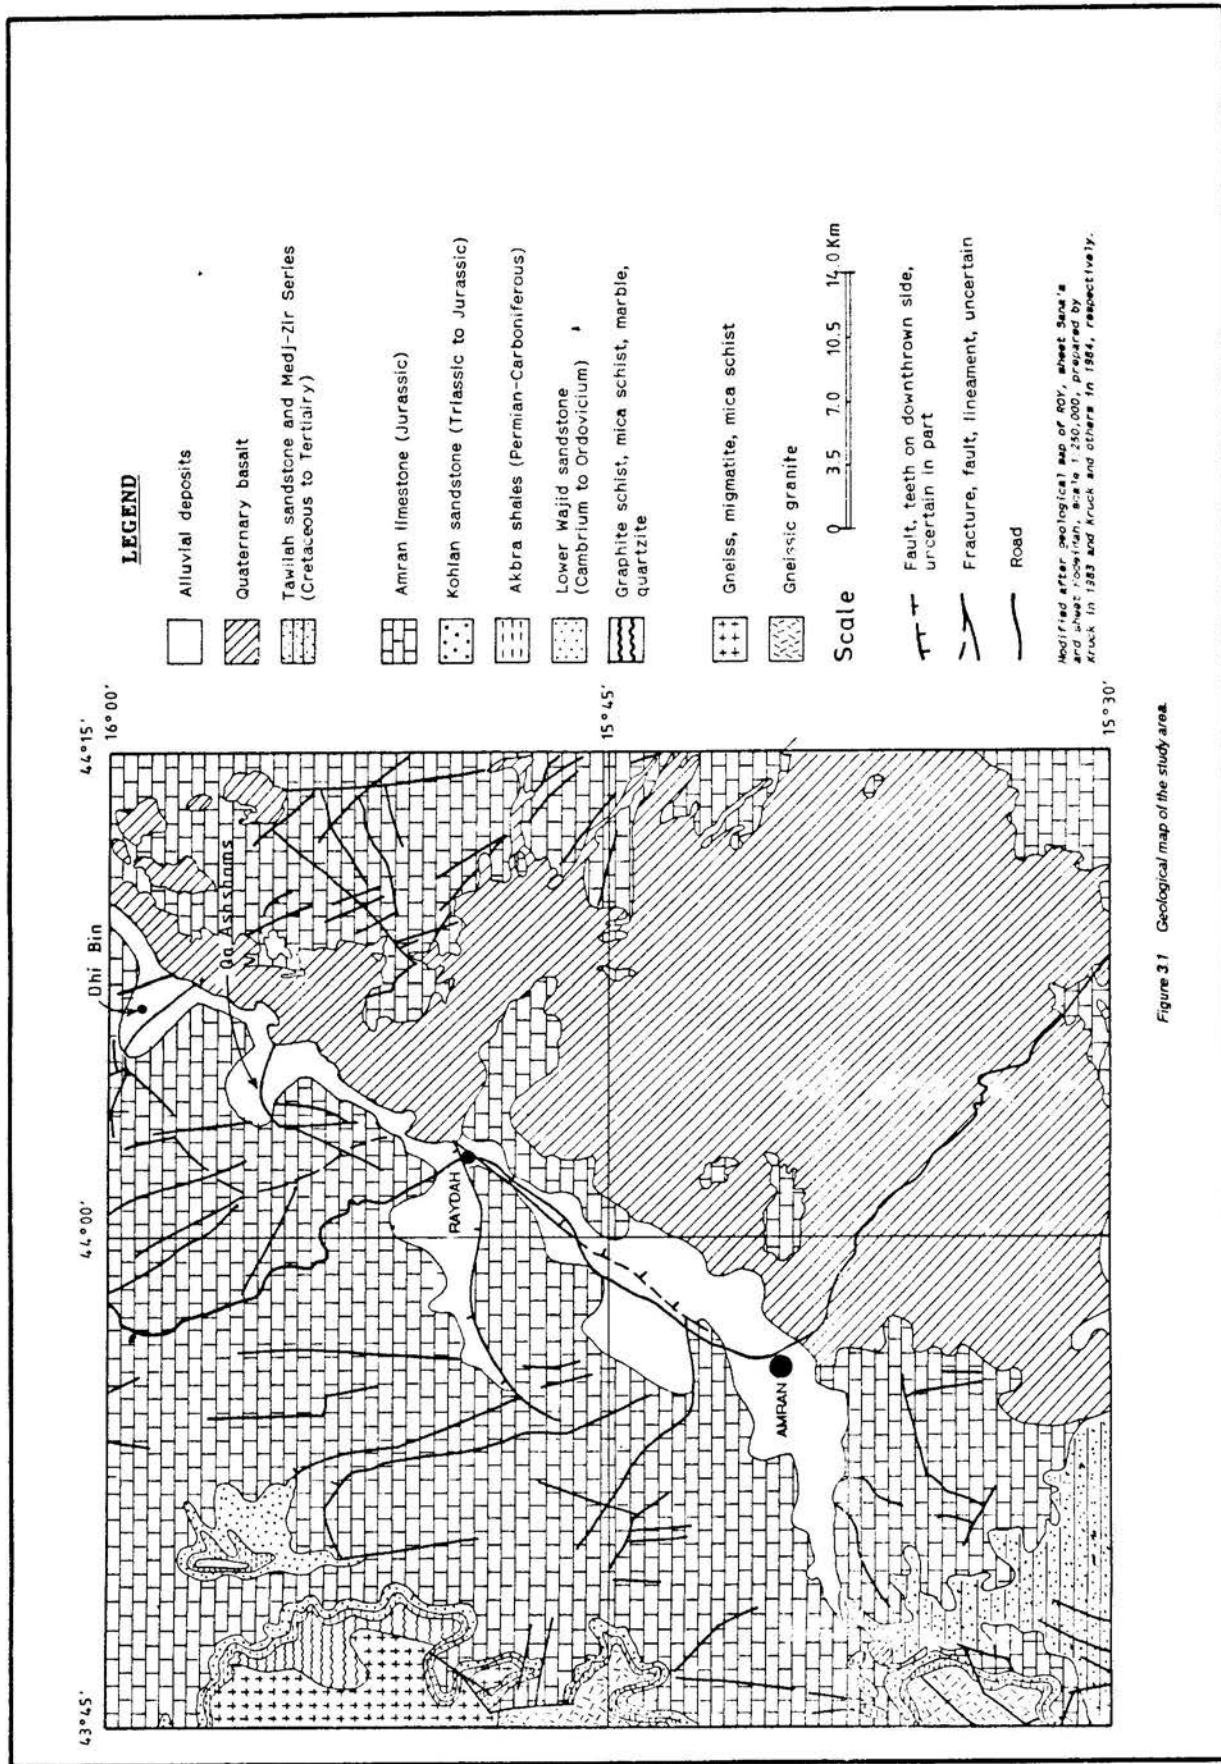 44°15'
16°00'
15°45'
15°30'
44°00'
43°45'
Dhi Bin
Qa Ashshams
RAYDAH
AMRAN
LEGEND
Alluvial deposits
Quaternary basalt
Tawilah sandstone and Medj-Zir Series
(Cretaceous to Tertiairy)
Amran limestone (Jurassic)
Kohlan sandstone (Triassic to Jurassic)
Akbra shales (Permian-Carboniferous)
Lower Wajid sandstone
(Cambrium to Ordovicium)
Graphite schist, mica schist, marble,
quartzite
Gneiss, migmatite, mica schist
Gneissic granite
Scale
0 3.5 7.0 10.5 14.0 Km
Fault, teeth on downthrown side,
uncertain in part
Fracture, fault, lineament, uncertain
Road
Modified after geological map of ROY, sheet Sana'a
and sheet scale 1:250,000, prepared by
Kruck in 1983 and Kruck and others in 1984, respectively.
Figure 3.1 Geological map of the study area.